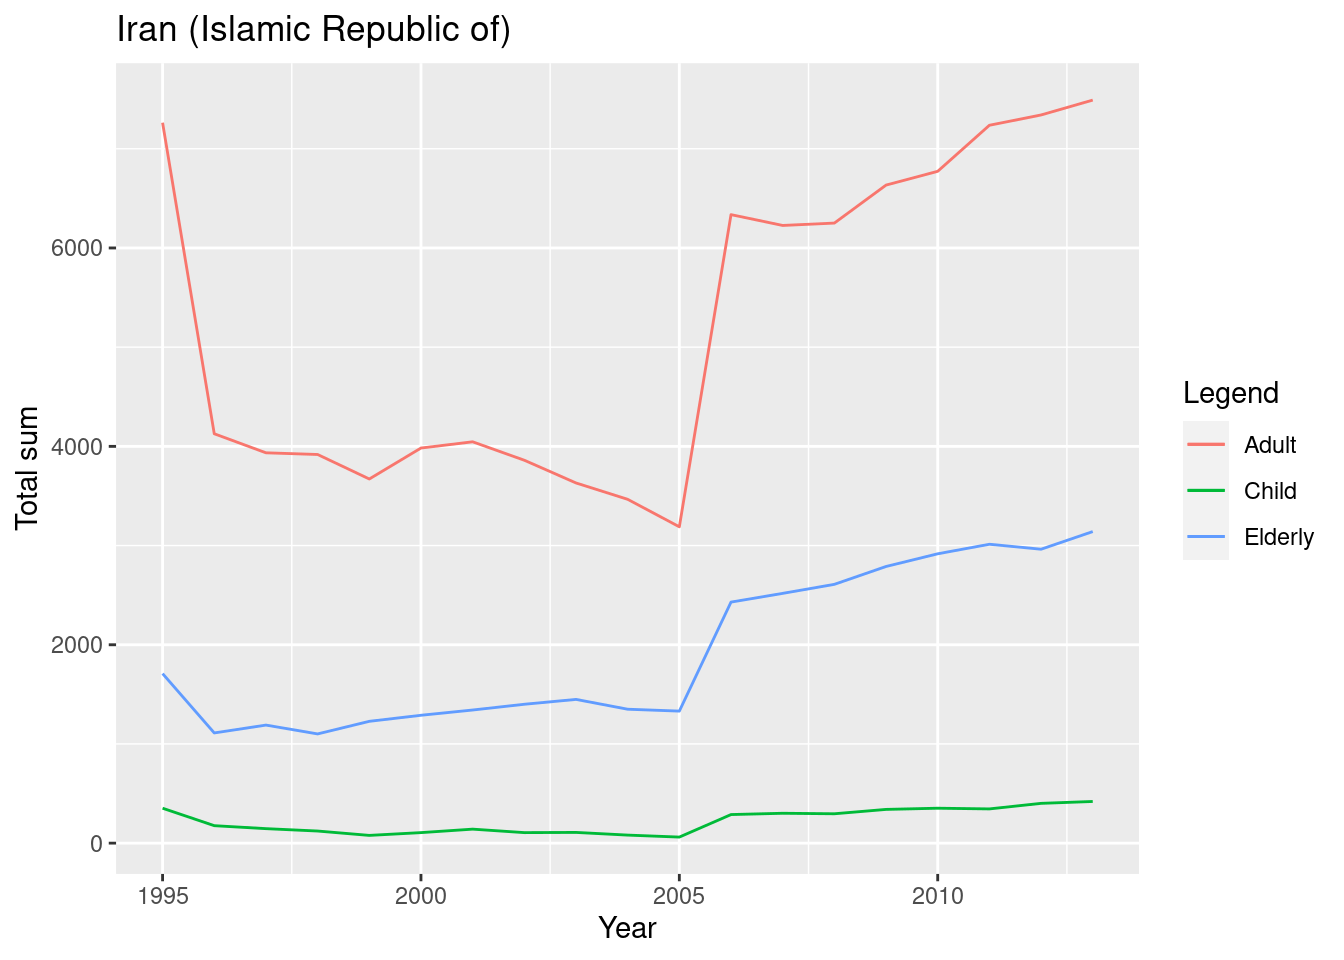 Iran (Islamic Republic of)
Total sum
6000
4000
2000
0
1995 2000 2005 2010
Year
Legend
Adult
Child
Elderly